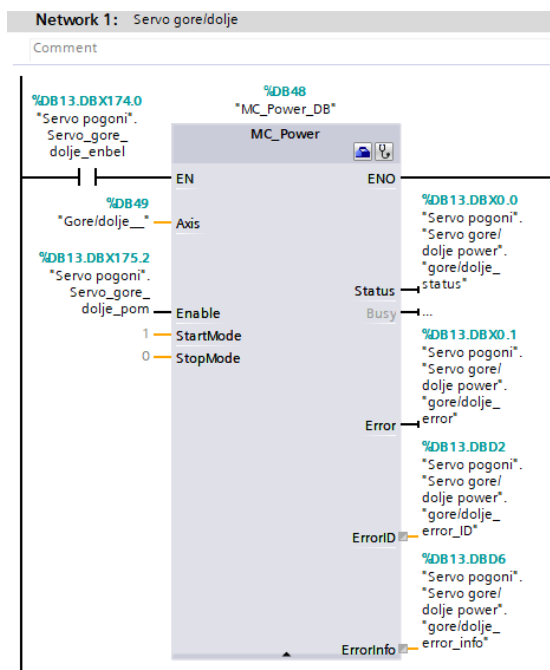 Network 1: Servo gore/dolje
Comment
%DB13.DBX174.0
"Servo pogoni".
Servo_gore_
dolje_enbel
%DB48
"MC_Power_DB"
MC_Power
EN
ENO
%DB49
"Gore/dolje__"
Axis
%DB13.DBX175.2
"Servo pogoni".
Servo_gore_
dolje_pom
Enable
1
StartMode
0
StopMode
%DB13.DBX0.0
"Servo pogoni".
"Servo gore/
dolje power".
"gore/dolje_
status"
Status
Busy
...
%DB13.DBX0.1
"Servo pogoni".
"Servo gore/
dolje power".
"gore/dolje_
error"
Error
%DB13.DBD2
"Servo pogoni".
"Servo gore/
dolje power".
"gore/dolje_
error_ID"
ErrorID
%DB13.DBD6
"Servo pogoni".
"Servo gore/
dolje power".
"gore/dolje_
error_info"
ErrorInfo